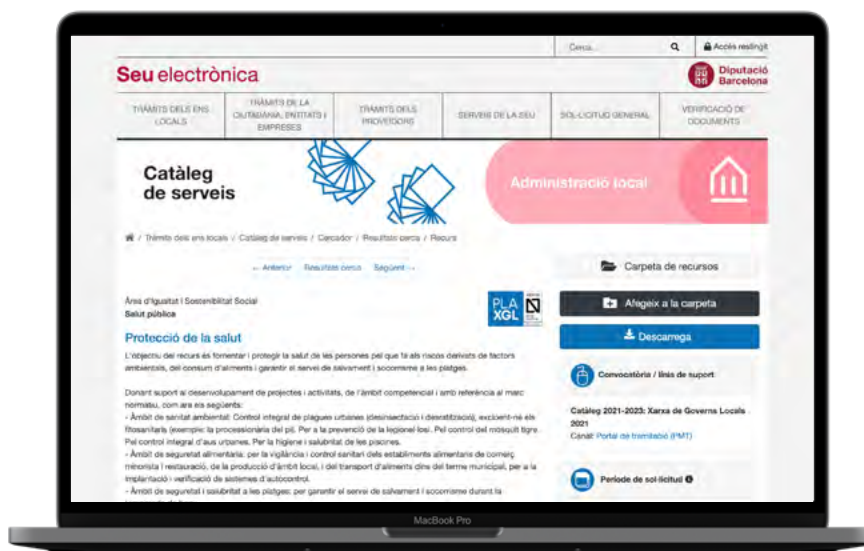 Cerca...
Accés restingit
Seu electrònica
Diputació
Barcelona
TRÀMITS DELS ENS
LOCALS
TRÀMITS DE LA
CIUTADANIA, ENTITATS I
EMPRESES
TRÀMITS DELS
PROVEÏDORS
SERVEIS DE LA SEU
SOL·LICITUD GENERAL
VERIFICACIÓ DE
DOCUMENTS
Catàleg
de serveis
Administració local
/ Tràmits dels ens locals / Catàleg de serveis / Cercador / Resultats cerca / Recurs
← Anterior Resultats cerca Següent →
Carpeta de recursos
Àrea d'Igualtat i Sostenibilitat Social
Salut pública
PLA
XGL
Afegeix a la carpeta
Descarrega
Protecció de la salut
L'objectiu del recurs és fomentar i protegir la salut de les persones pel que fa als riscos derivats de factors
ambientals, del consum d'aliments i garantir el servei de salvament i socorrisme a les
platges.
Convocatòria / línia de suport
Donant suport al desenvolupament de projectes i activitats, de l'àmbit competencial i amb referència al marc
normatiu, com ara els següents:
- Àmbit de sanitat ambiental: Control integral de plagues urbanes (desinsectació i desratització), excloent-ne els
fitosanitaris (exemple: la processionària del pi). Per a la prevenció de la legionel·losi. Pel control del mosquit tigre.
Pel control integral d'aus urbanes. Per la higiene i salubritat de les piscines.
- Àmbit de seguretat alimentària: per la vigilància i control sanitari dels establiments alimentaris de comerç
minorista i restauració, de la producció d'àmbit local, i del transport d'aliments dins del terme municipal, per a la
implantació i verificació de sistemes d'autocontrol.
- Àmbit de seguretat i salubritat a les platges: per garantir el servei de salvament i socorrisme durant la
Catàleg 2021-2023: Xarxa de Governs Locals
2021
Canal: Portal de tramitació (PMT)
Període de sol·licitud
MacBook Pro